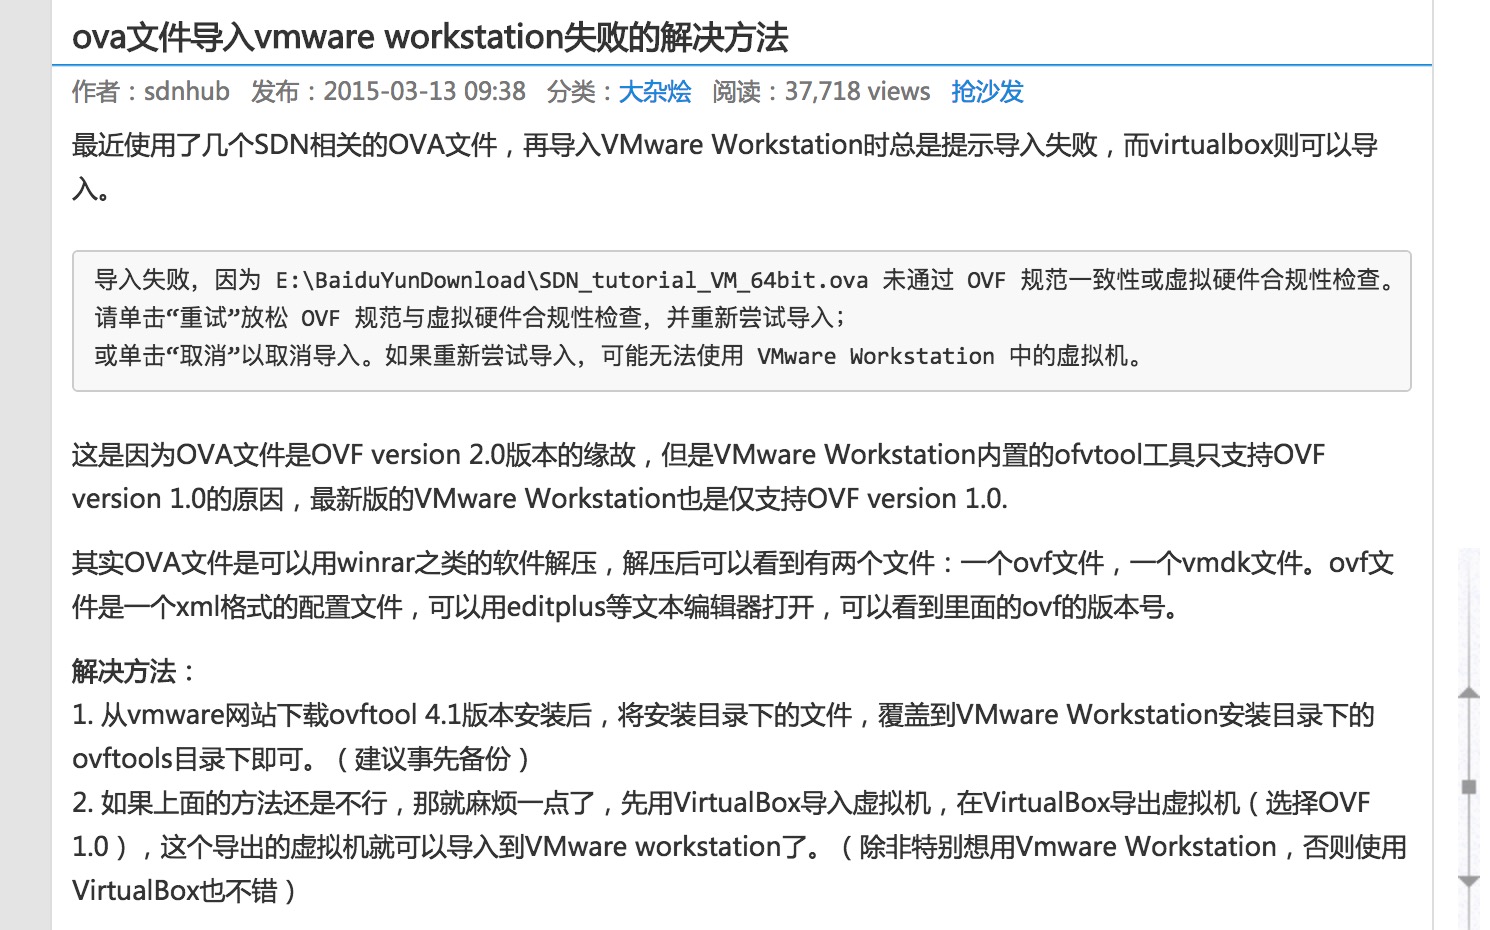 ova文件导入vmware workstation失败的解决方法
作者：sdnhub 发布：2015-03-13 09:38 分类：大杂烩 阅读：37,718 views 抢沙发
最近使用了几个SDN相关的OVA文件，再导入VMware Workstation时总是提示导入失败，而virtualbox则可以导
入。
导入失败，因为 E:\BaiduYunDownload\SDN_tutorial_VM_64bit.ova 未通过 OVF 规范一致性或虚拟硬件合规性检查。
请单击“重试”放松 OVF 规范与虚拟硬件合规性检查，并重新尝试导入；
或单击“取消”以取消导入。如果重新尝试导入，可能无法使用 VMware Workstation 中的虚拟机。
这是因为OVA文件是OVF version 2.0版本的缘故，但是VMware Workstation内置的ofvtool工具只支持OVF
version 1.0的原因，最新版的VMware Workstation也是仅支持OVF version 1.0.
其实OVA文件是可以用winrar之类的软件解压，解压后可以看到有两个文件：一个ovf文件，一个vmdk文件。ovf文
件是一个xml格式的配置文件，可以用editplus等文本编辑器打开，可以看到里面的ovf的版本号。
解决方法：
1. 从vmware网站下载ovftool 4.1版本安装后，将安装目录下的文件，覆盖到VMware Workstation安装目录下的
ovftools目录下即可。（建议事先备份）
2. 如果上面的方法还是不行，那就麻烦一点了，先用VirtualBox导入虚拟机，在VirtualBox导出虚拟机（选择OVF
1.0），这个导出的虚拟机就可以导入到VMware workstation了。（除非特别想用Vmware Workstation，否则使用
VirtualBox也不错）